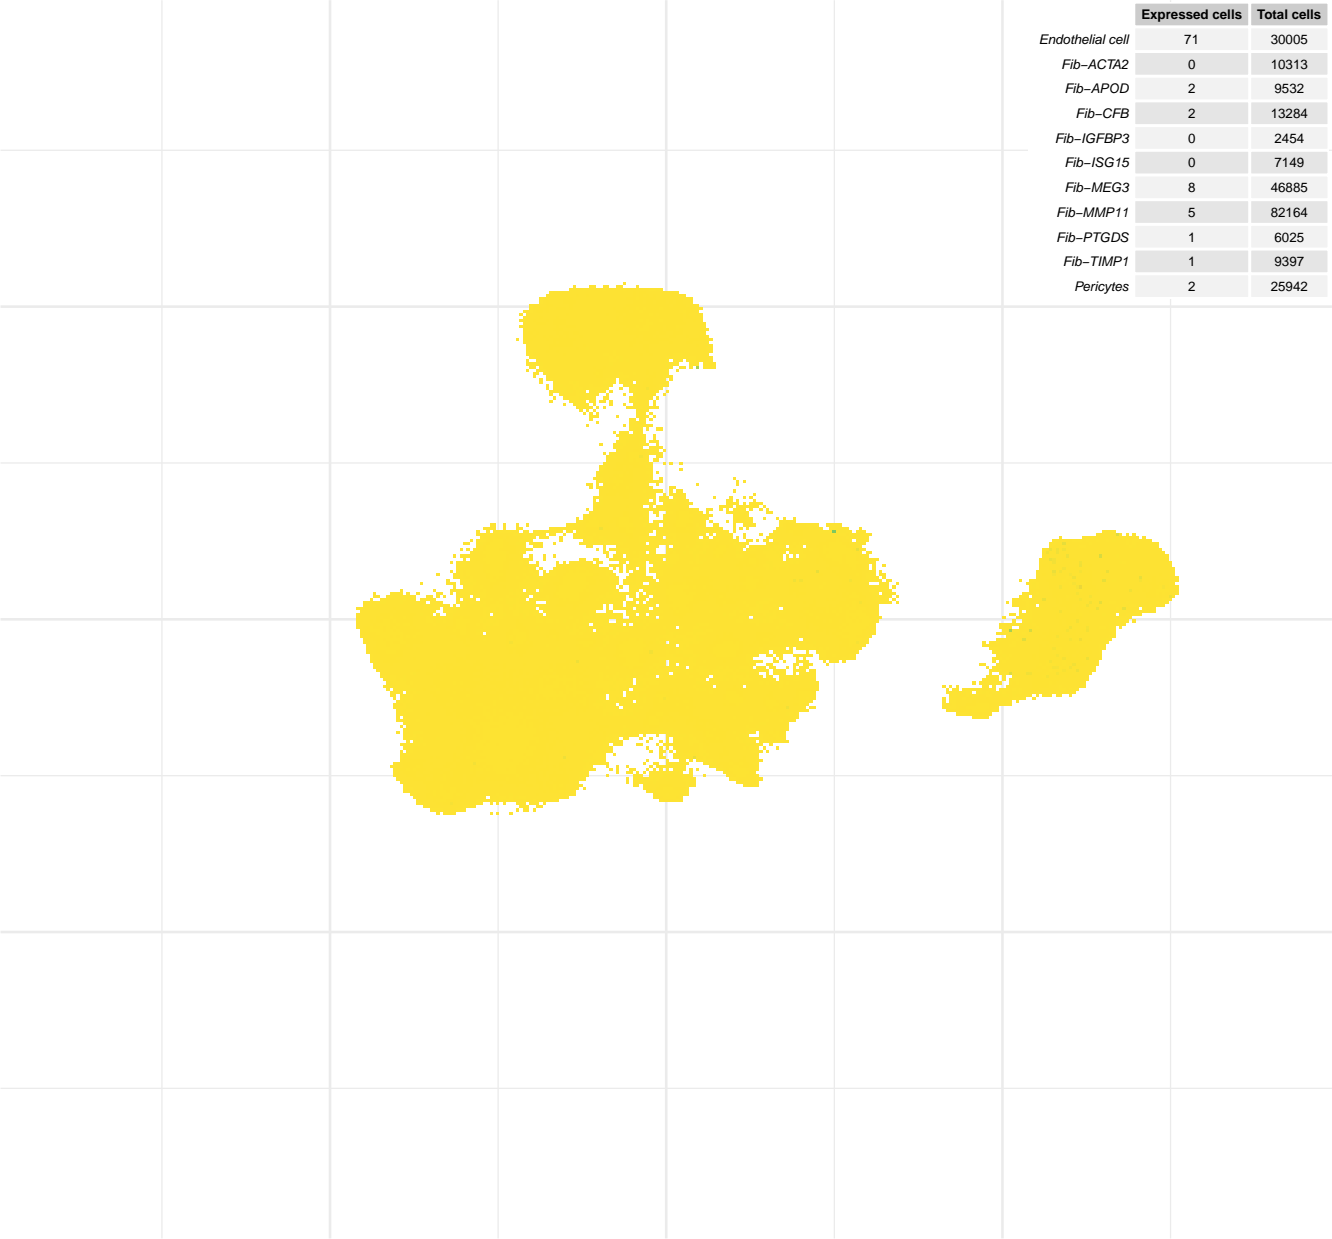 Expressed cells Total cells
Endothelial cell 71 30005
Fib−ACTA2 0 10313
Fib−APOD 2 9532
Fib−CFB 2 13284
Fib−IGFBP3 0 2454
Fib−ISG15 0 7149
Fib−MEG3 8 46885
Fib−MMP11 5 82164
Fib−PTGDS 1 6025
Fib−TIMP1 1 9397
Pericytes 2 25942